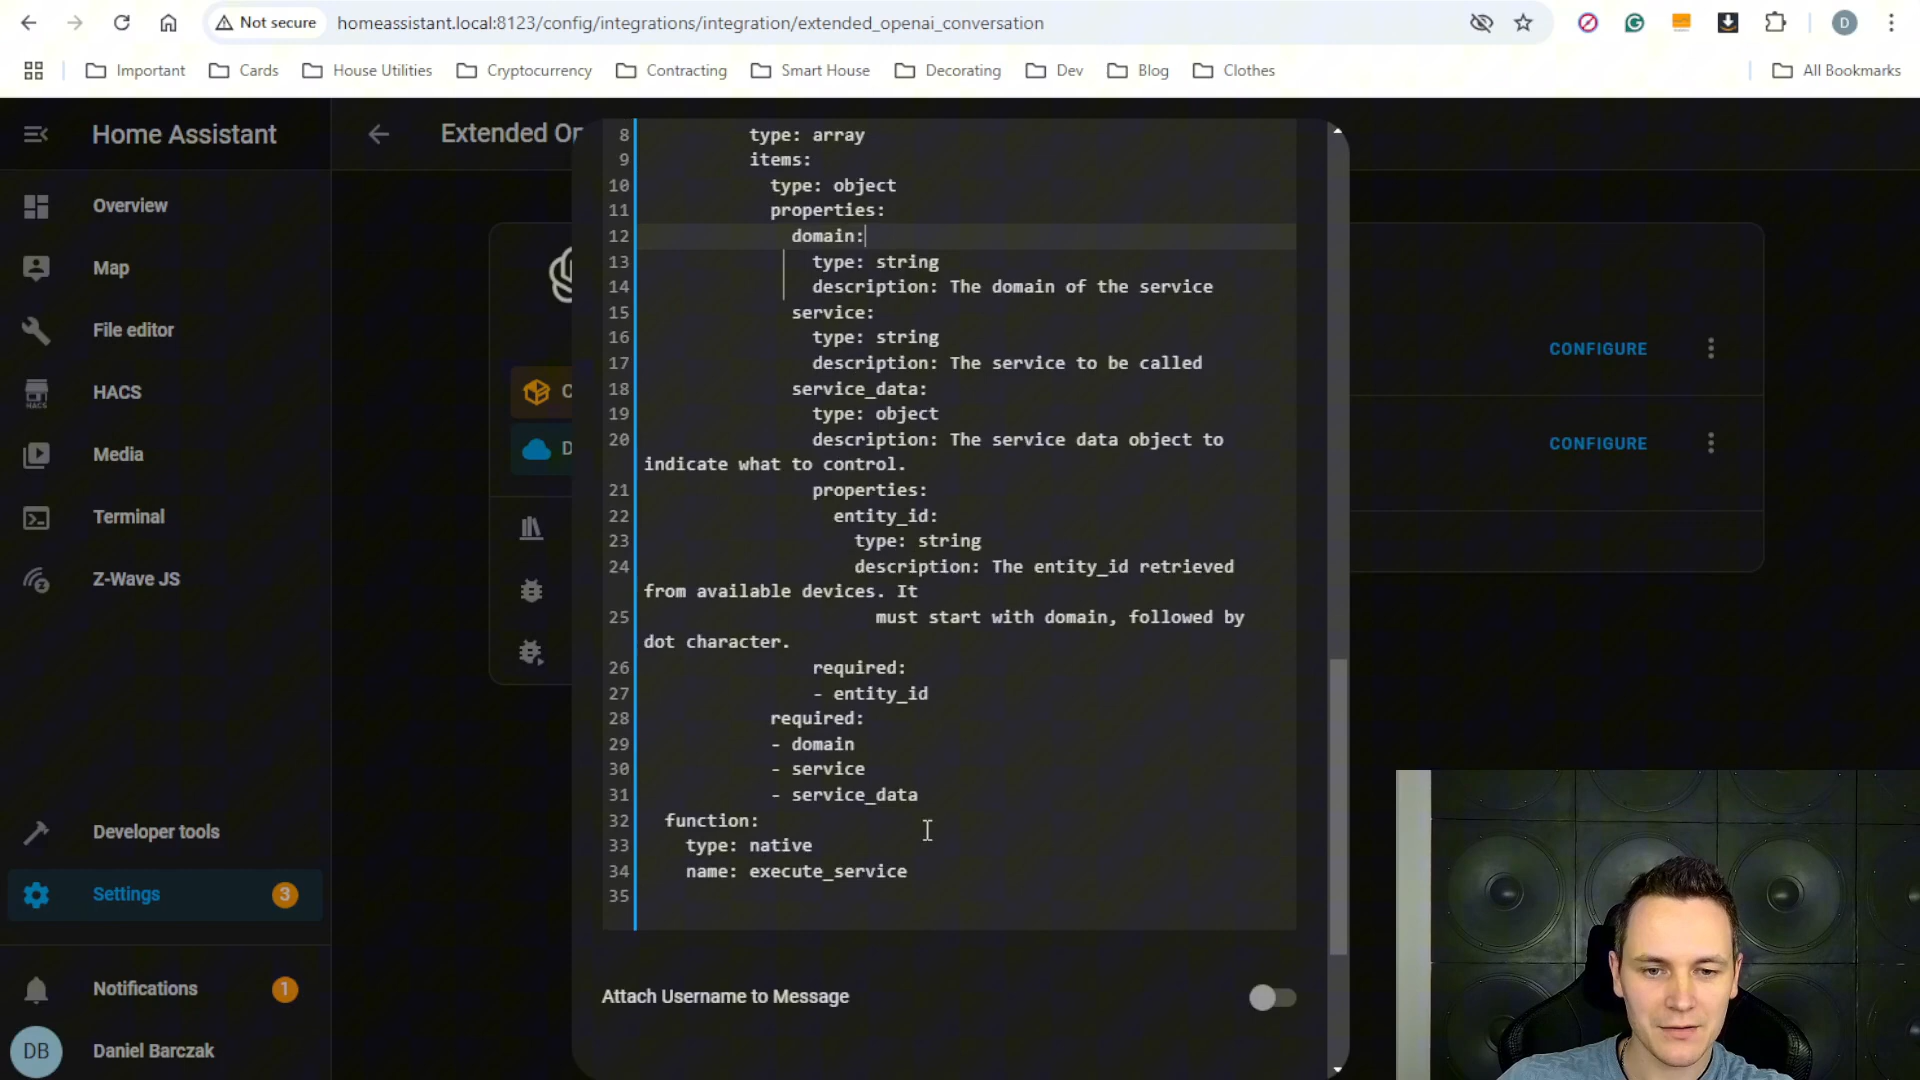 Not secure
homeassistant.local:8123/config/integrations/integration/extended_openai_conversation
D
Important
Cards
House Utilities
Cryptocurrency
Contracting
Smart House
Decorating
Dev
Blog
Clothes
All Bookmarks
Home Assistant
Overview
Map
File editor
HACS
HACS
Media
Terminal
Z-Wave JS
Developer tools
Settings
3
Notifications
1
DB
Daniel Barczak
Extended Op
C
D
8 type: array
9 items:
10 type: object
11 properties:
12 domain:
13 type: string
14 description: The domain of the service
15 service:
16 type: string
17 description: The service to be called
18 service_data:
19 type: object
20 description: The service data object to
indicate what to control.
21 properties:
22 entity_id:
23 type: string
24 description: The entity_id retrieved
from available devices. It
25 must start with domain, followed by
dot character.
26 required:
27 - entity_id
28 required:
29 - domain
30 - service
31 - service_data
32 function:
33 type: native
34 name: execute_service
35
Attach Username to Message
CONFIGURE
CONFIGURE